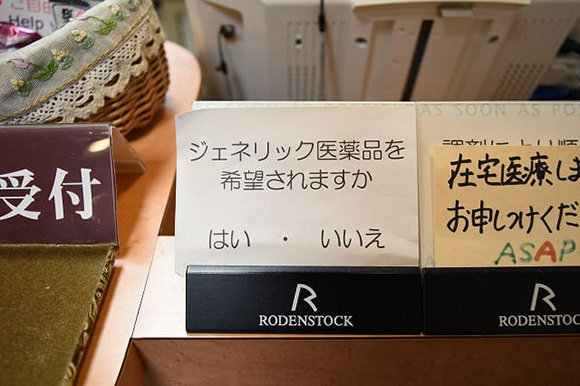 Help
AS SOON AS PO
受付
ジェネリック医薬品を
希望されますか
はい ・ いいえ
在宅医療し
お申しつけくだ
ASAP
R
RODENSTOCK
R
RODENSTOCK